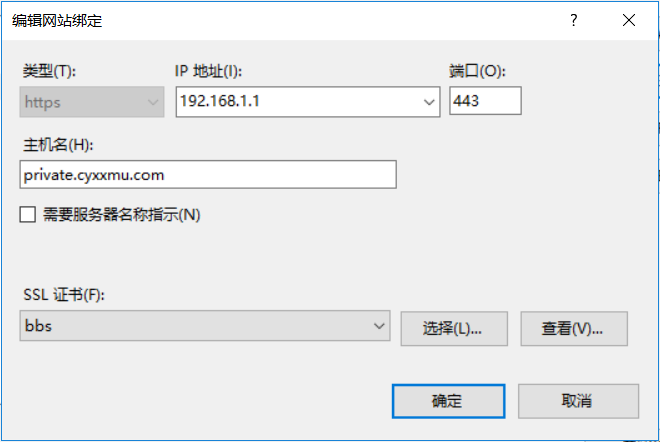 编辑网站绑定
?
类型(T):
IP 地址(I):
端口(O):
https
192.168.1.1
443
主机名(H):
private.cyxxmu.com
需要服务器名称指示(N)
SSL 证书(F):
bbs
选择(L)...
查看(V)...
确定
取消